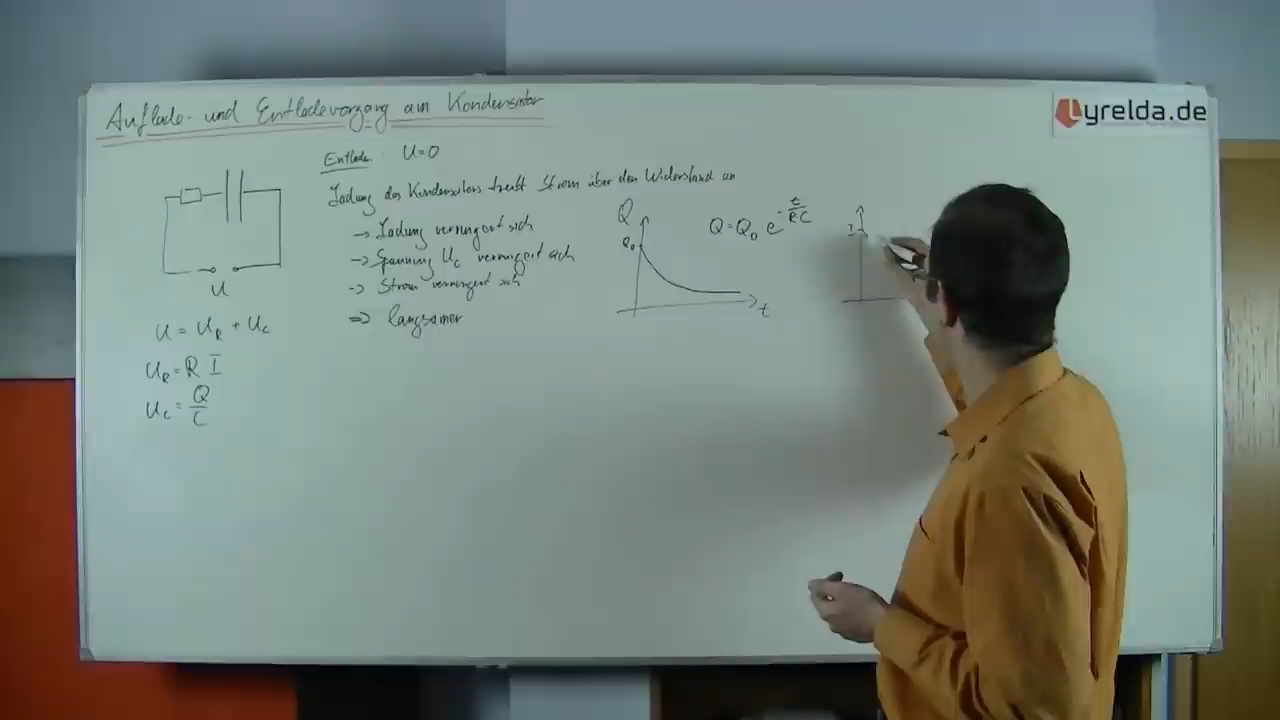 Auflade- und Entladevorgang am Kondensator
lyrelda.de
U
U = U_R + U_C
U_R = R I
U_C = Q/C
Entladen: U=0
Ladung des Kondensators treibt Strom über den Widerstand an
→ Ladung verringert sich
→ Spannung U_C verringert sich
→ Strom verringert sich
⇒ langsamer
Q
Q₀
t
Q = Q₀ e^(-t/RC)